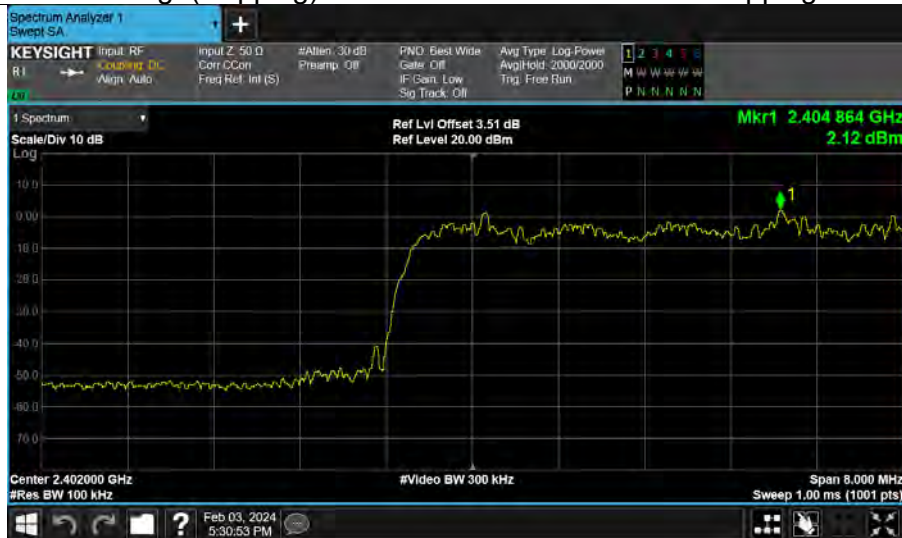 Spectrum Analyzer 1
Swept SA
KEYSIGHT Input: RF
Coupling: DC
Align: Auto
Input Z: 50 Ω
Corr CCorr
Freq Ref: Int (S)
#Atten: 30 dB
Preamp: Off
PNO: Best Wide
Gate: Off
IF Gain: Low
Sig Track: Off
Avg Type: Log-Power
Avg|Hold: 2000/2000
Trig: Free Run
1 2 3 4 5 6
M W W W W W
P N N N N N
1 Spectrum
Scale/Div 10 dB
Ref Lvl Offset 3.51 dB
Ref Level 20.00 dBm
Mkr1 2.404 864 GHz
2.12 dBm
Log
10.0
0.00
-10.0
-20.0
-30.0
-40.0
-50.0
-60.0
-70.0
1
Center 2.402000 GHz
#Res BW 100 kHz
#Video BW 300 kHz
Span 8.000 MHz
Sweep 1.00 ms (1001 pts)
Feb 03, 2024
5:30:53 PM